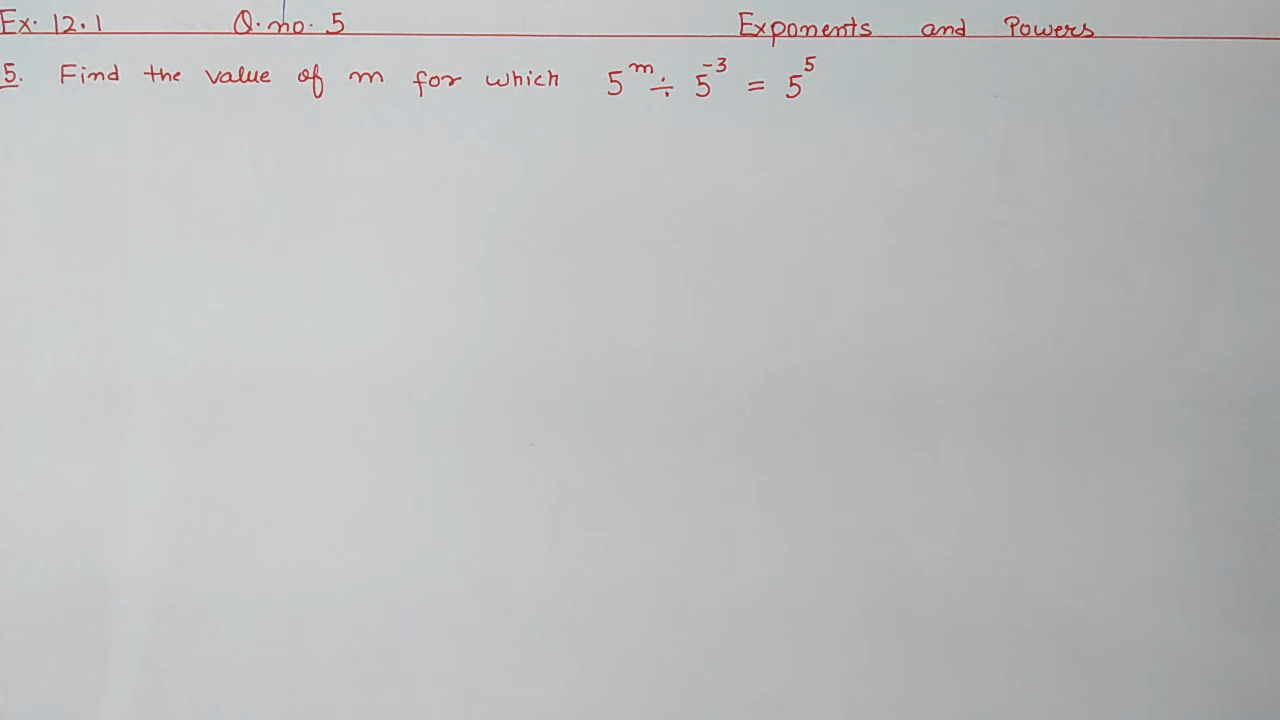 Ex. 12.1 Q. no. 5 Exponents and Powers
5. Find the value of m for which 5^m ÷ 5^-3 = 5^5